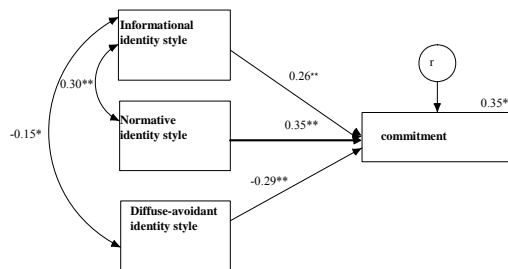 Informational
identity style
0.30**
0.26**
r
Normative
identity style
0.35**
0.35*
commitment
-0.15*
-0.29**
Diffuse-avoidant
identity style